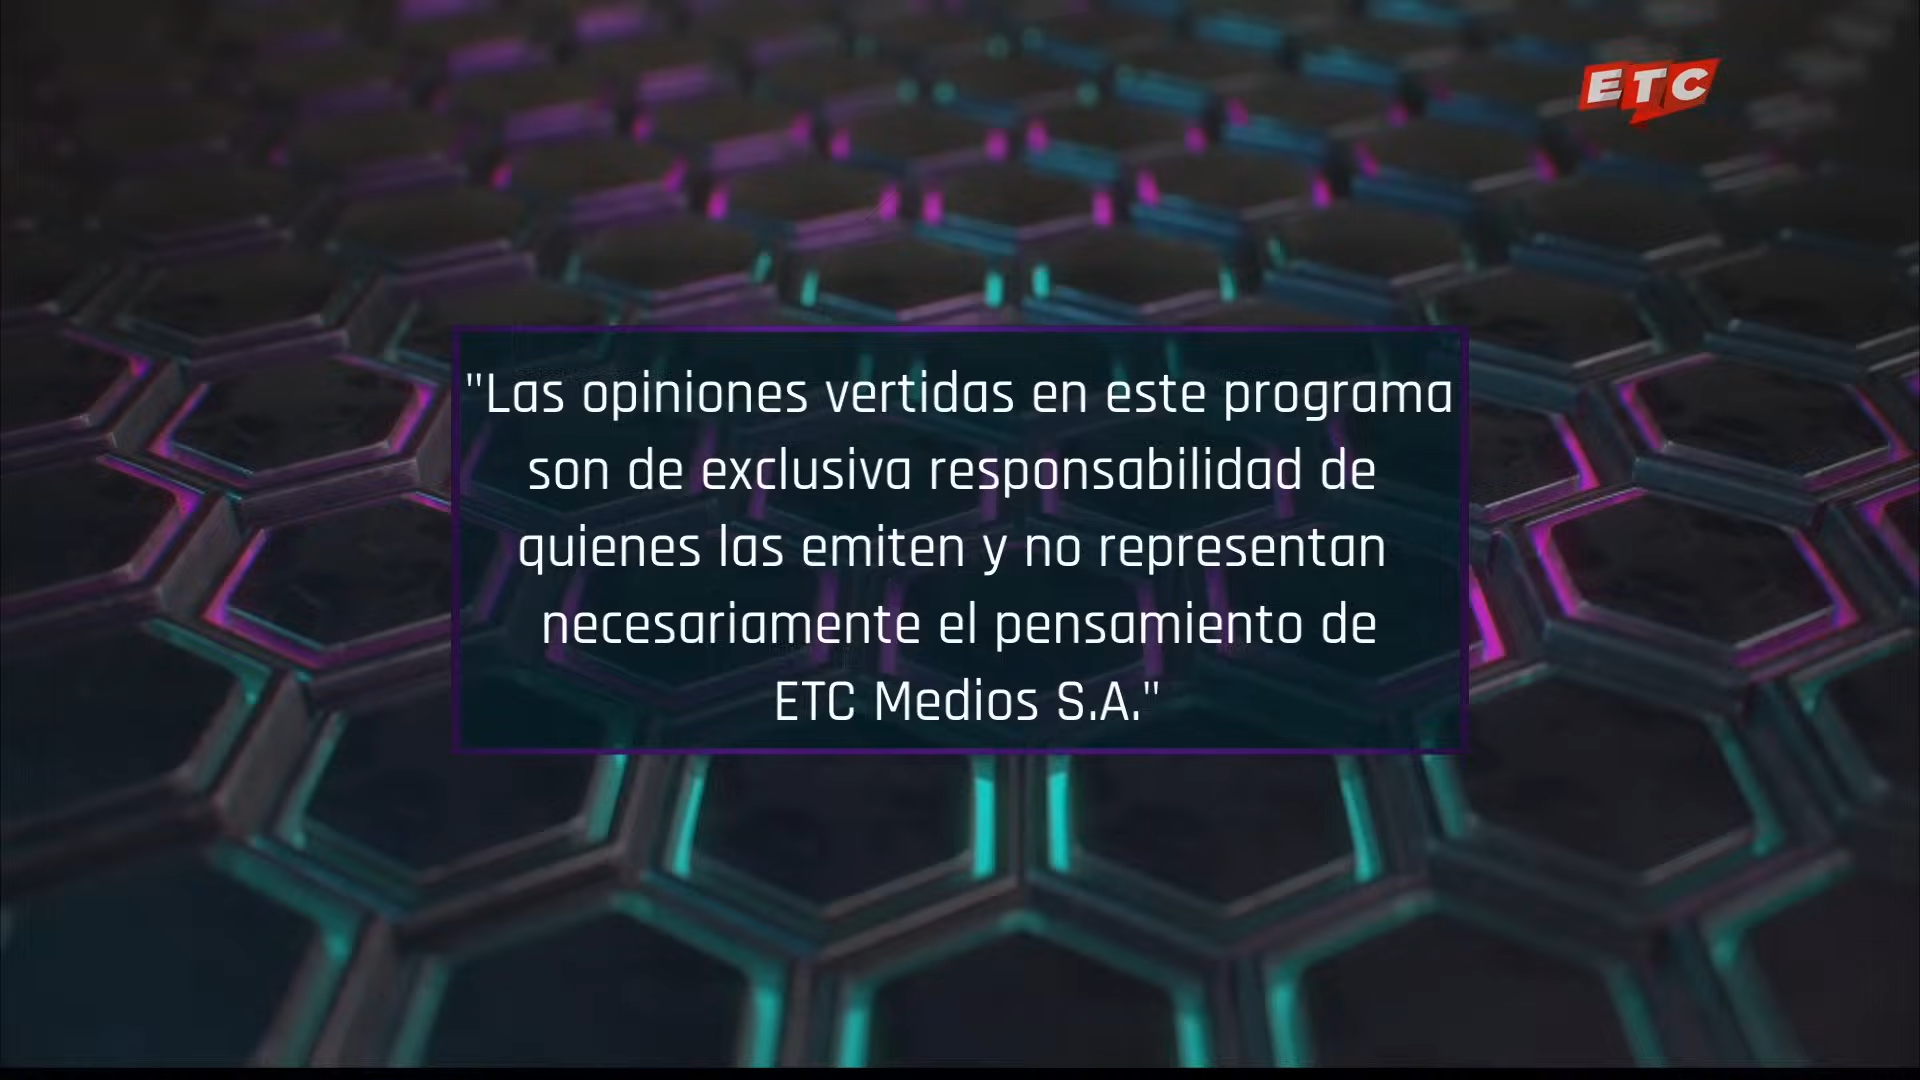 ETC
"Las opiniones vertidas en este programa
son de exclusiva responsabilidad de
quienes las emiten y no representan
necesariamente el pensamiento de
ETC Medios S.A."